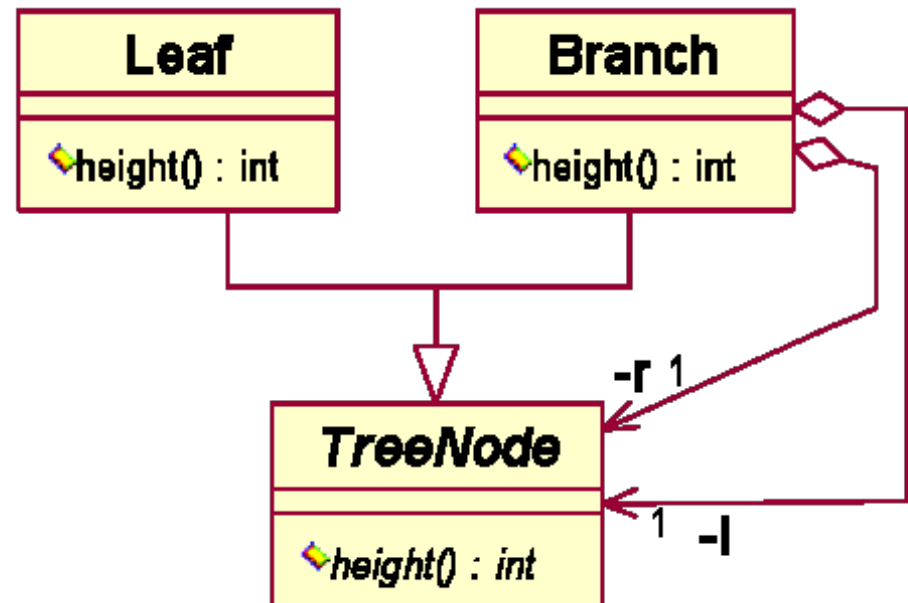 Leaf
height() : int
Branch
height() : int
-r 1
TreeNode
1 -l
height() : int